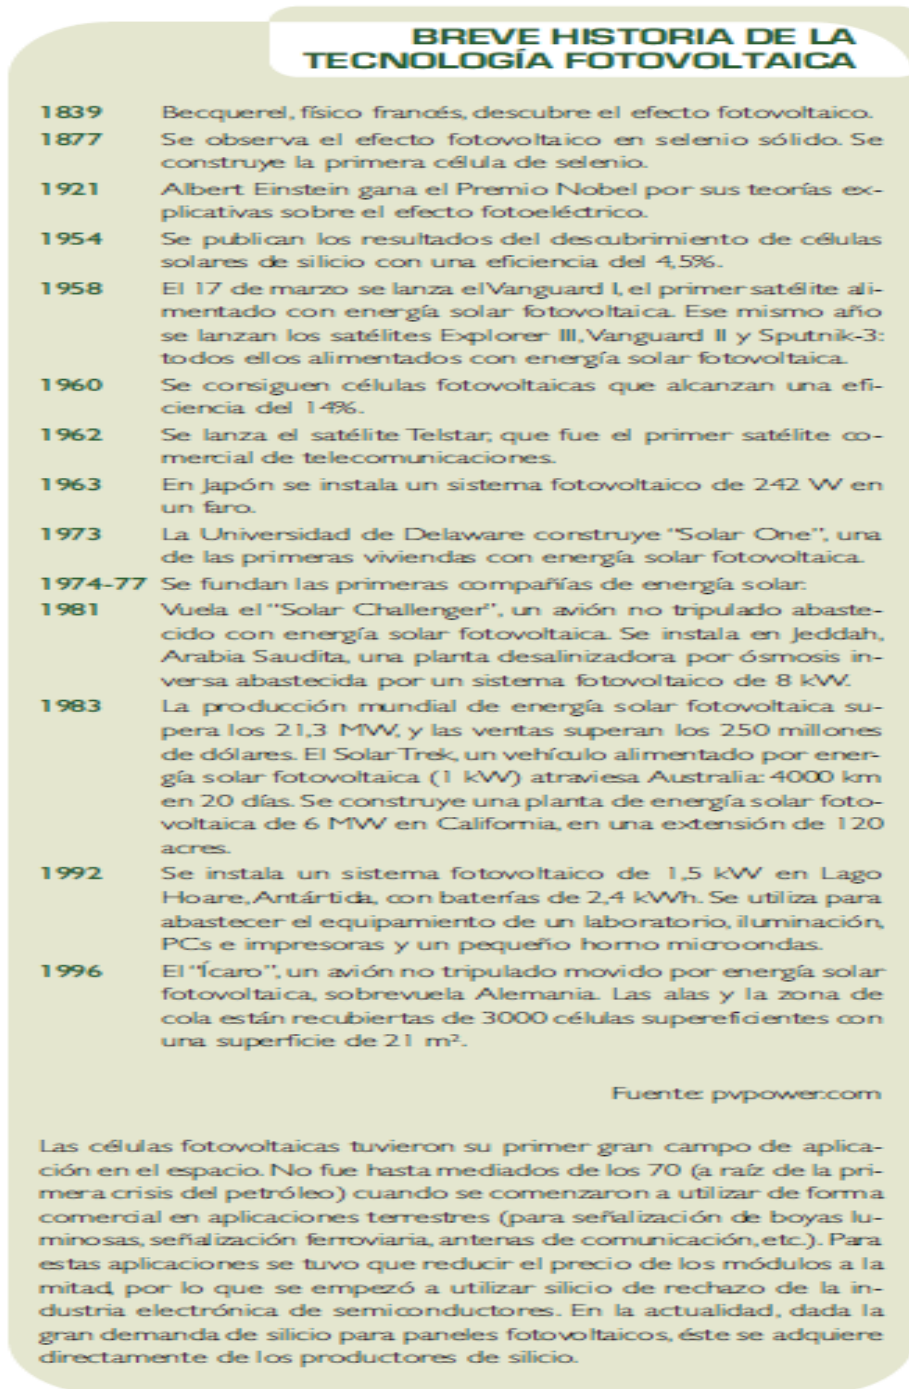 BREVE HISTORIA DE LA
TECNOLOGÍA FOTOVOLTAICA
1839 Becquerel, físico francés, descubre el efecto fotovoltaico.
1877 Se observa el efecto fotovoltaico en selenio sólido. Se
construye la primera célula de selenio.
1921 Albert Einstein gana el Premio Nobel por sus teorías ex-
plicativas sobre el efecto fotoeléctrico.
1954 Se publican los resultados del descubrimiento de células
solares de silicio con una eficiencia del 4,5%.
1958 El 17 de marzo se lanza el Vanguard I, el primer satélite ali-
mentado con energía solar fotovoltaica. Ese mismo año
se lanzan los satélites Explorer III, Vanguard II y Sputnik-3:
todos ellos alimentados con energía solar fotovoltaica.
1960 Se consiguen células fotovoltaicas que alcanzan una efi-
ciencia del 14%.
1962 Se lanza el satélite Telstar, que fue el primer satélite co-
mercial de telecomunicaciones.
1963 En Japón se instala un sistema fotovoltaico de 242 W en
un faro.
1973 La Universidad de Delaware construye "Solar One", una
de las primeras viviendas con energía solar fotovoltaica.
1974-77 Se fundan las primeras compañías de energía solar.
1981 Vuela el "Solar Challenger", un avión no tripulado abaste-
cido con energía solar fotovoltaica. Se instala en Jeddah,
Arabia Saudita, una planta desalinizadora por ósmosis in-
versa abastecida por un sistema fotovoltaico de 8 kW.
1983 La producción mundial de energía solar fotovoltaica su-
pera los 21,3 MW, y las ventas superan los 250 millones
de dólares. El Solar Trek, un vehículo alimentado por ener-
gía solar fotovoltaica (1 kW) atraviesa Australia: 4000 km
en 20 días. Se construye una planta de energía solar foto-
voltaica de 6 MW en California, en una extensión de 120
acres.
1992 Se instala un sistema fotovoltaico de 1,5 kW en Lago
Hoare, Antártida, con baterías de 2,4 kWh. Se utiliza para
abastecer el equipamiento de un laboratorio, iluminación,
PCs e impresoras y un pequeño horno microondas.
1996 El "Ícaro", un avión no tripulado movido por energía solar
fotovoltaica, sobrevuela Alemania. Las alas y la zona de
cola están recubiertas de 3000 células supereficientes con
una superficie de 21 m².
Fuente: pvpower.com
Las células fotovoltaicas tuvieron su primer gran campo de aplica-
ción en el espacio. No fue hasta mediados de los 70 (a raíz de la pri-
mera crisis del petróleo) cuando se comenzaron a utilizar de forma
comercial en aplicaciones terrestres (para señalización de boyas lu-
minosas, señalización ferroviaria, antenas de comunicación, etc.). Para
estas aplicaciones se tuvo que reducir el precio de los módulos a la
mitad, por lo que se empezó a utilizar silicio de rechazo de la in-
dustria electrónica de semiconductores. En la actualidad, dada la
gran demanda de silicio para paneles fotovoltaicos, éste se adquiere
directamente de los productores de silicio.